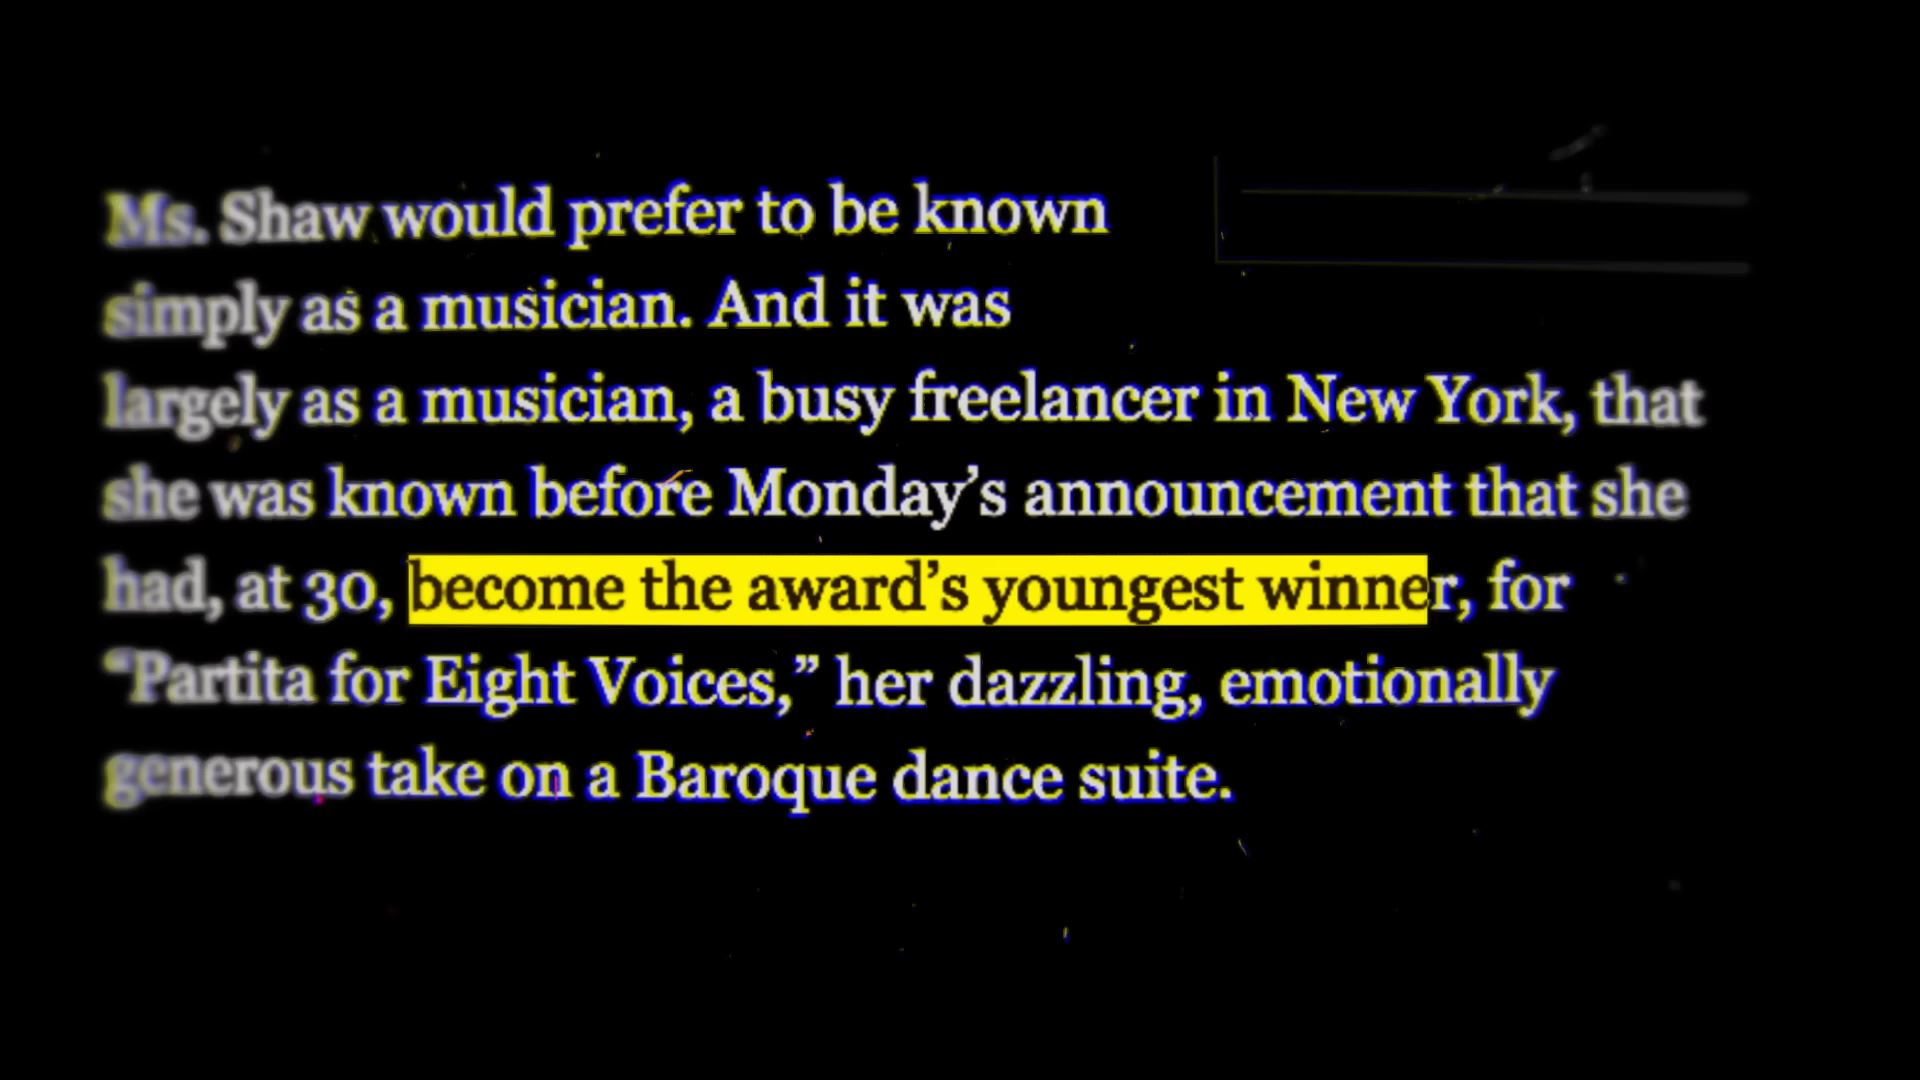 Ms. Shaw would prefer to be known
simply as a musician. And it was
largely as a musician, a busy freelancer in New York, that
she was known before Monday’s announcement that she
had, at 30, become the award’s youngest winner, for
“Partita for Eight Voices,” her dazzling, emotionally
generous take on a Baroque dance suite.